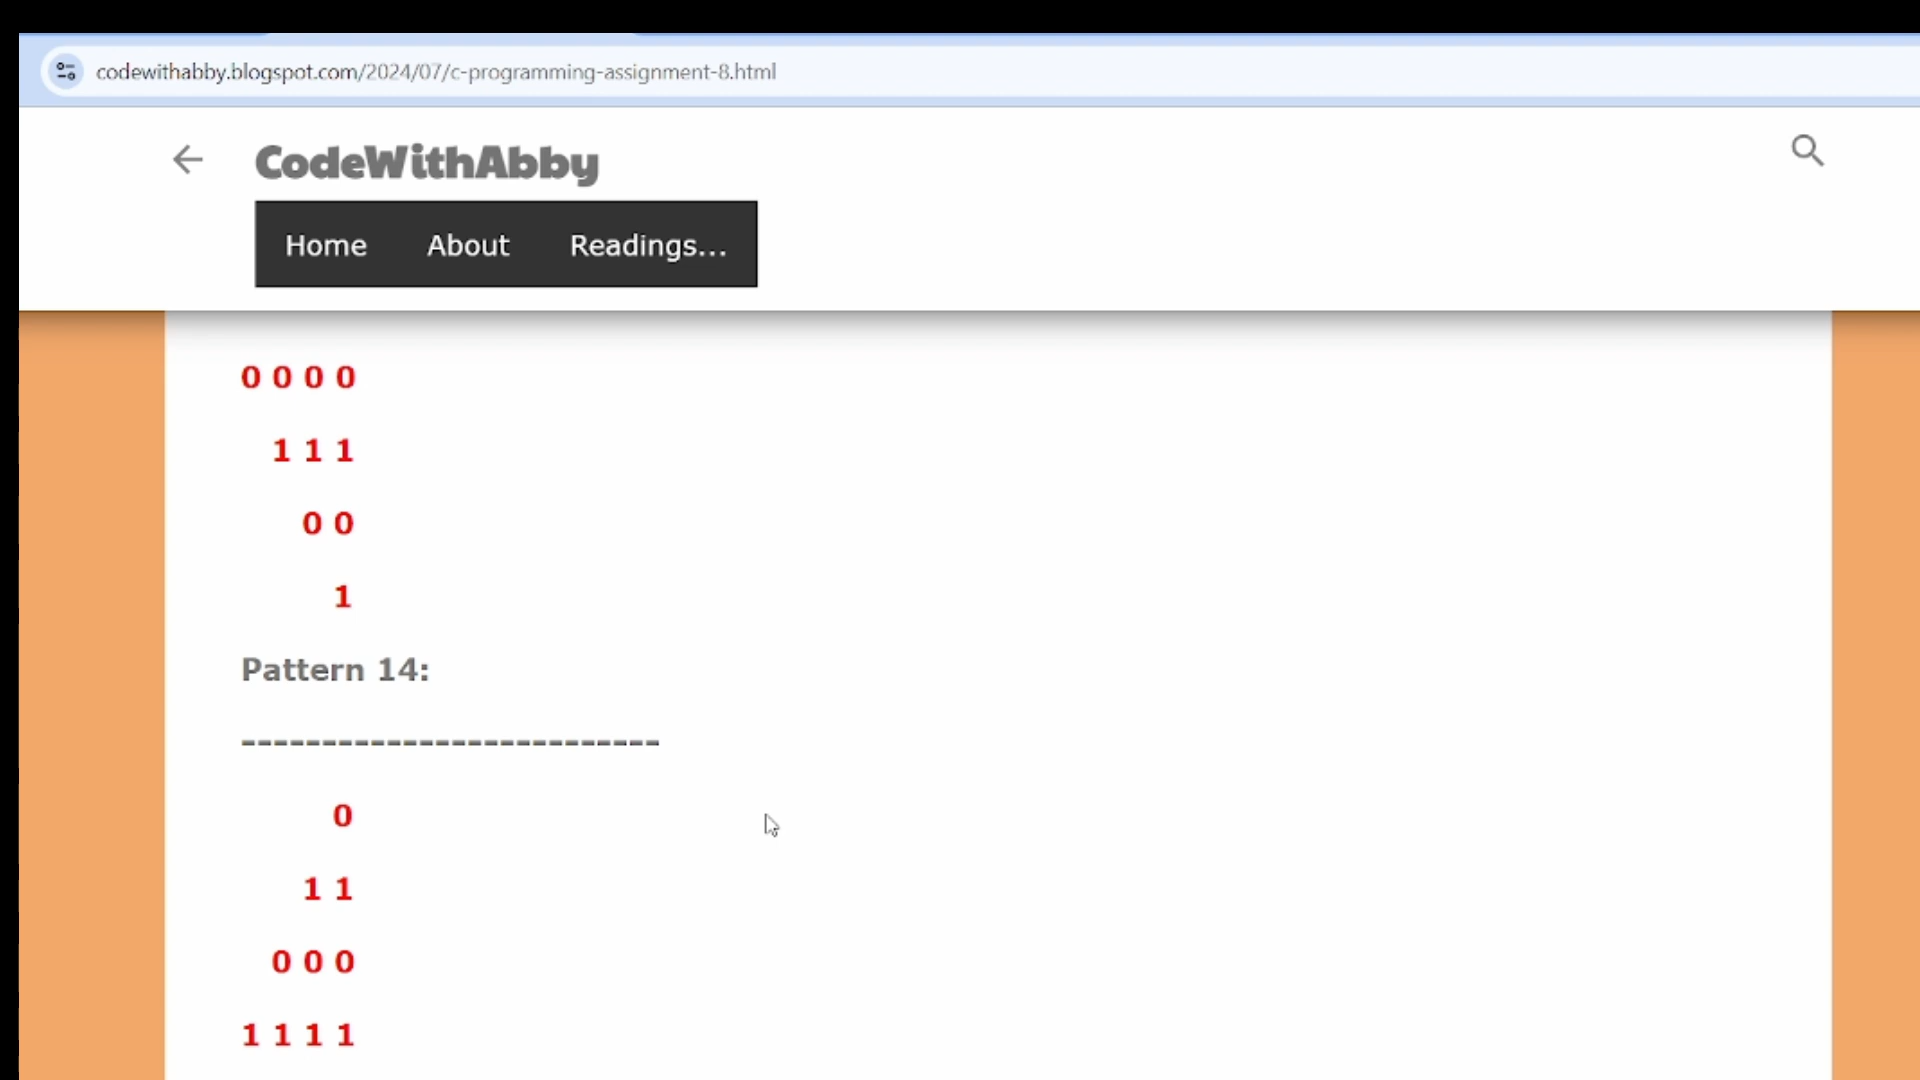 codewithabby.blogspot.com/2024/07/c-programming-assignment-8.html
CodeWithAbby
Home About Readings...
0 0 0 0
1 1 1
0 0
1
Pattern 14:
--------------------------
0
1 1
0 0 0
1 1 1 1